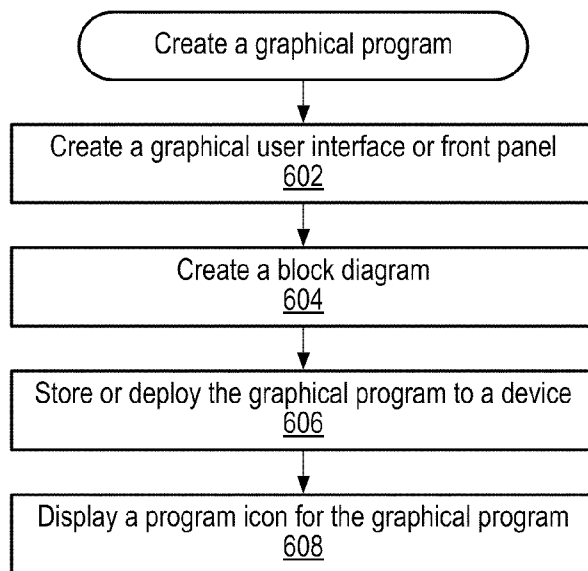 Create a graphical program
Create a graphical user interface or front panel
602
Create a block diagram
604
Store or deploy the graphical program to a device
606
Display a program icon for the graphical program
608